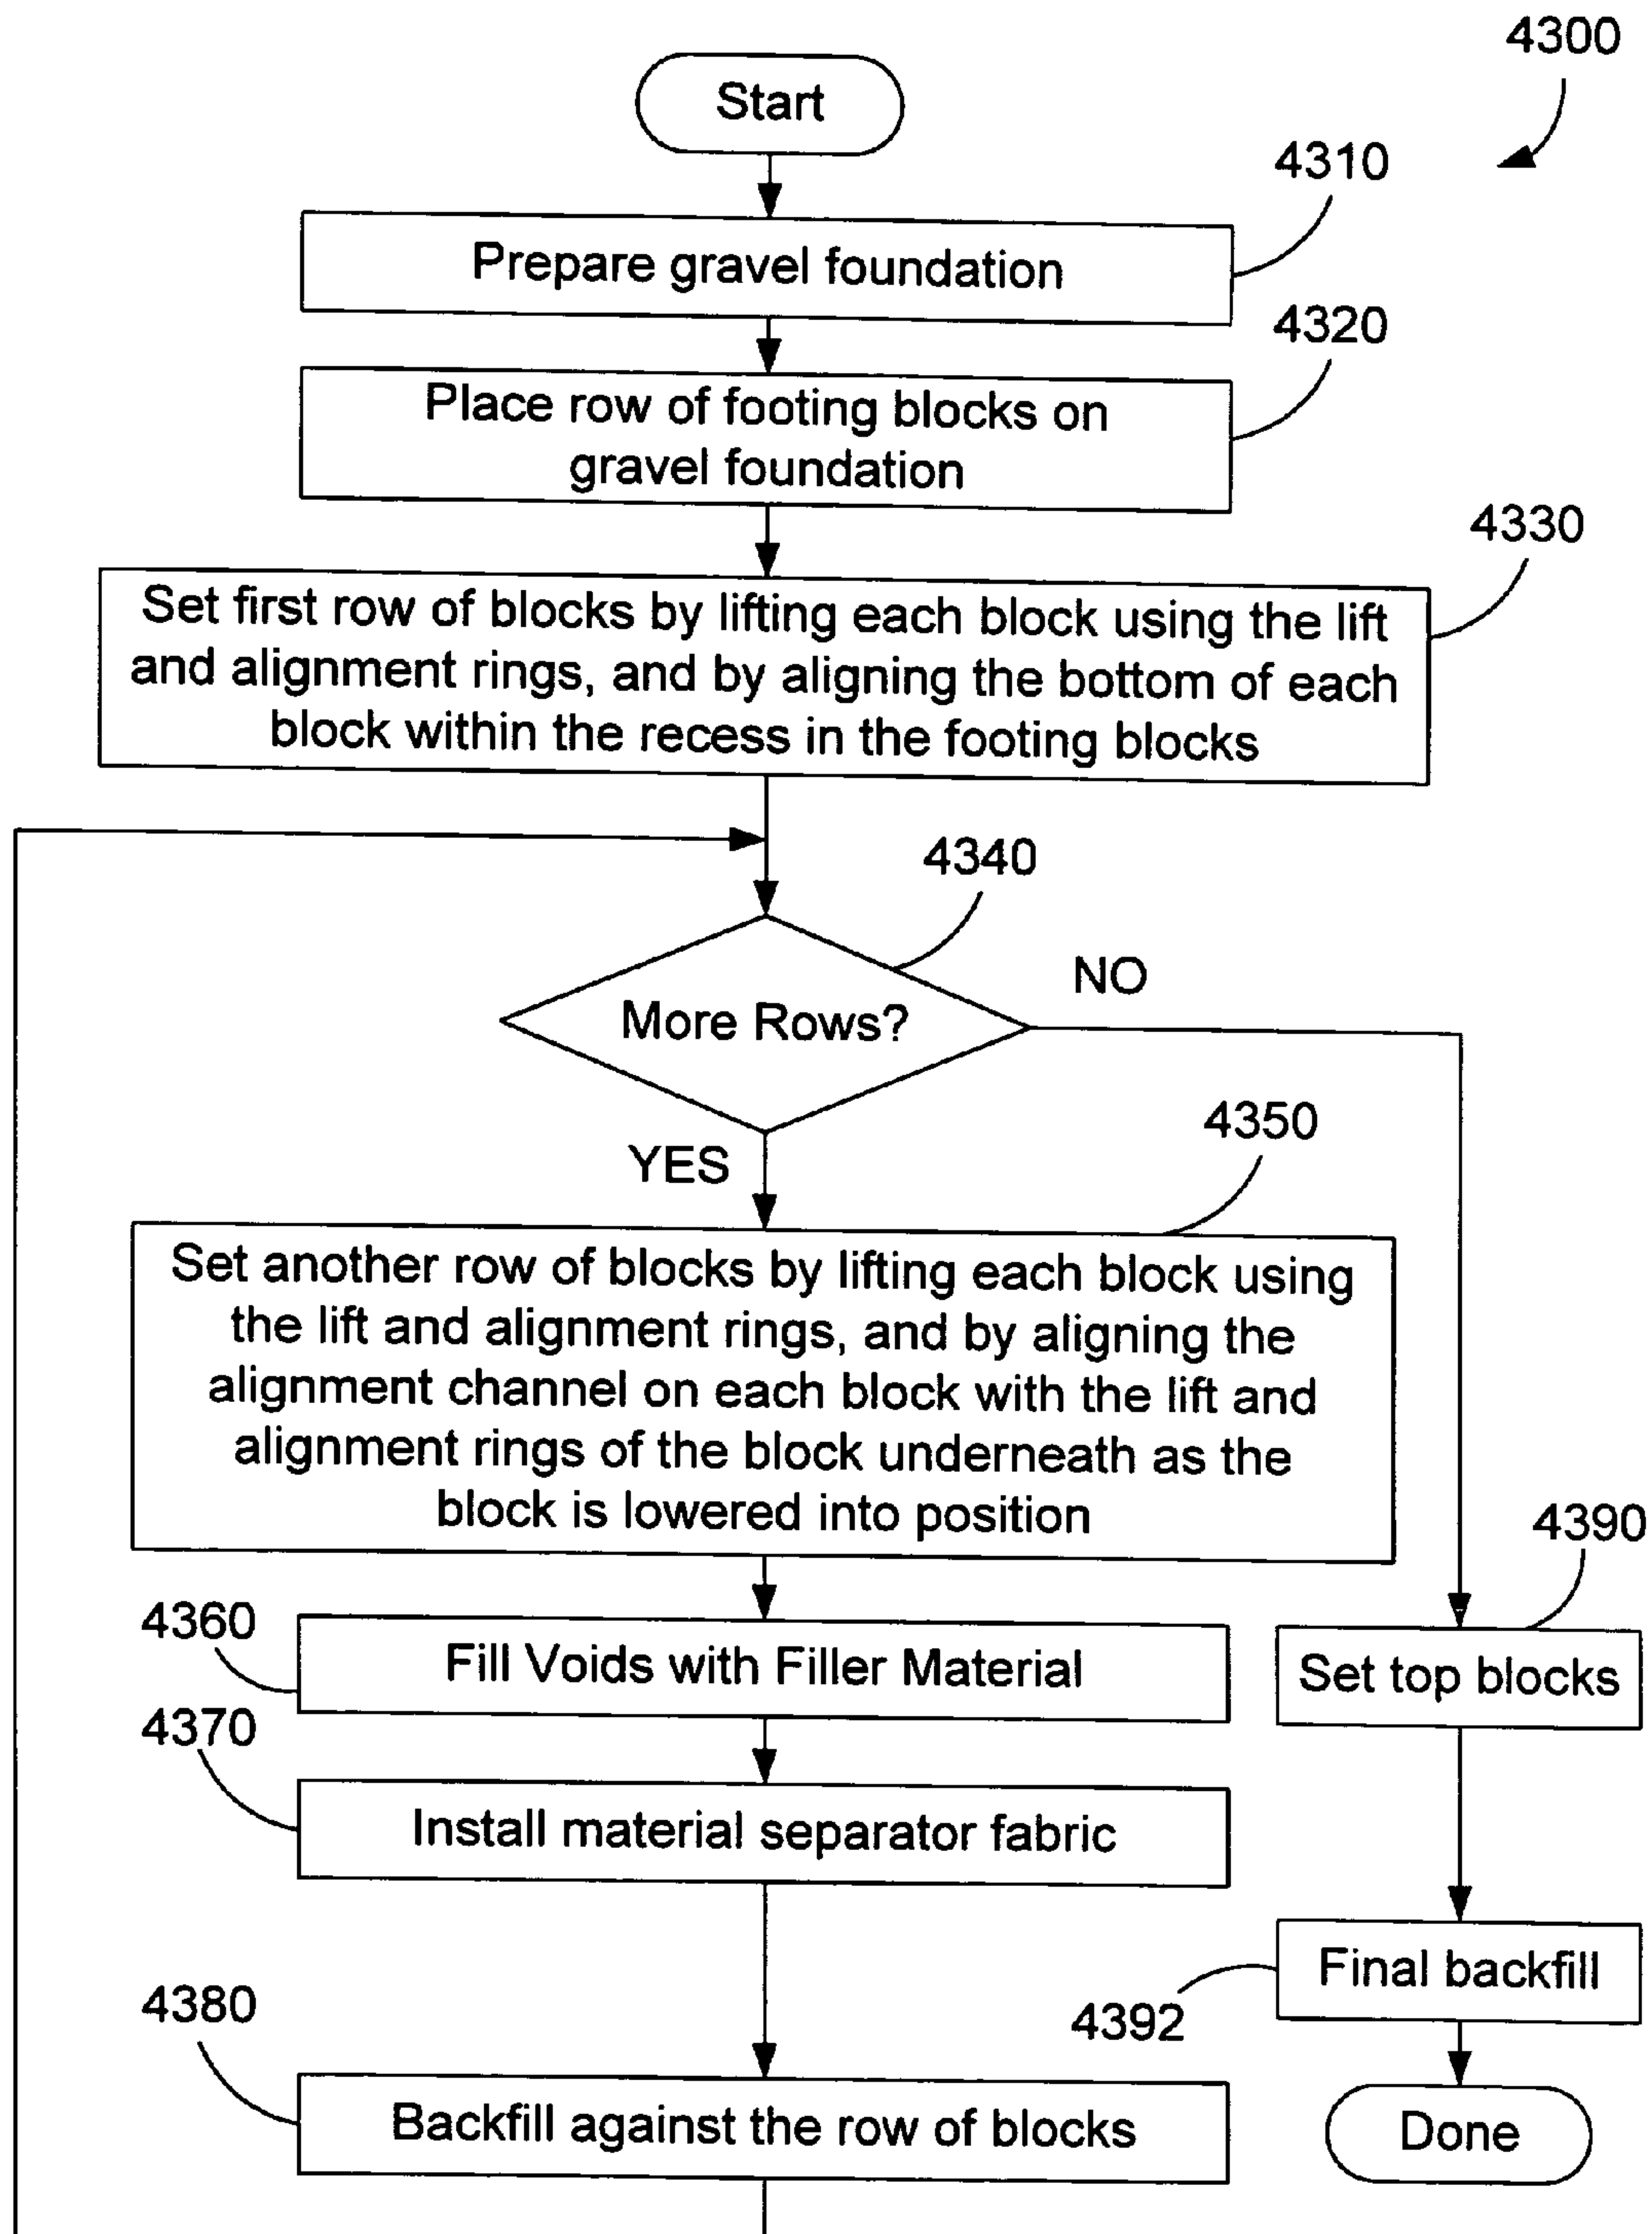 4300
Start
4310
Prepare gravel foundation
4320
Place row of footing blocks on
gravel foundation
4330
Set first row of blocks by lifting each block using the lift
and alignment rings, and by aligning the bottom of each
block within the recess in the footing blocks
4340
More Rows?
NO
YES
4350
Set another row of blocks by lifting each block using
the lift and alignment rings, and by aligning the
alignment channel on each block with the lift and
alignment rings of the block underneath as the
block is lowered into position
4360
Fill Voids with Filler Material
4370
Install material separator fabric
4380
Backfill against the row of blocks
4390
Set top blocks
4392
Final backfill
Done